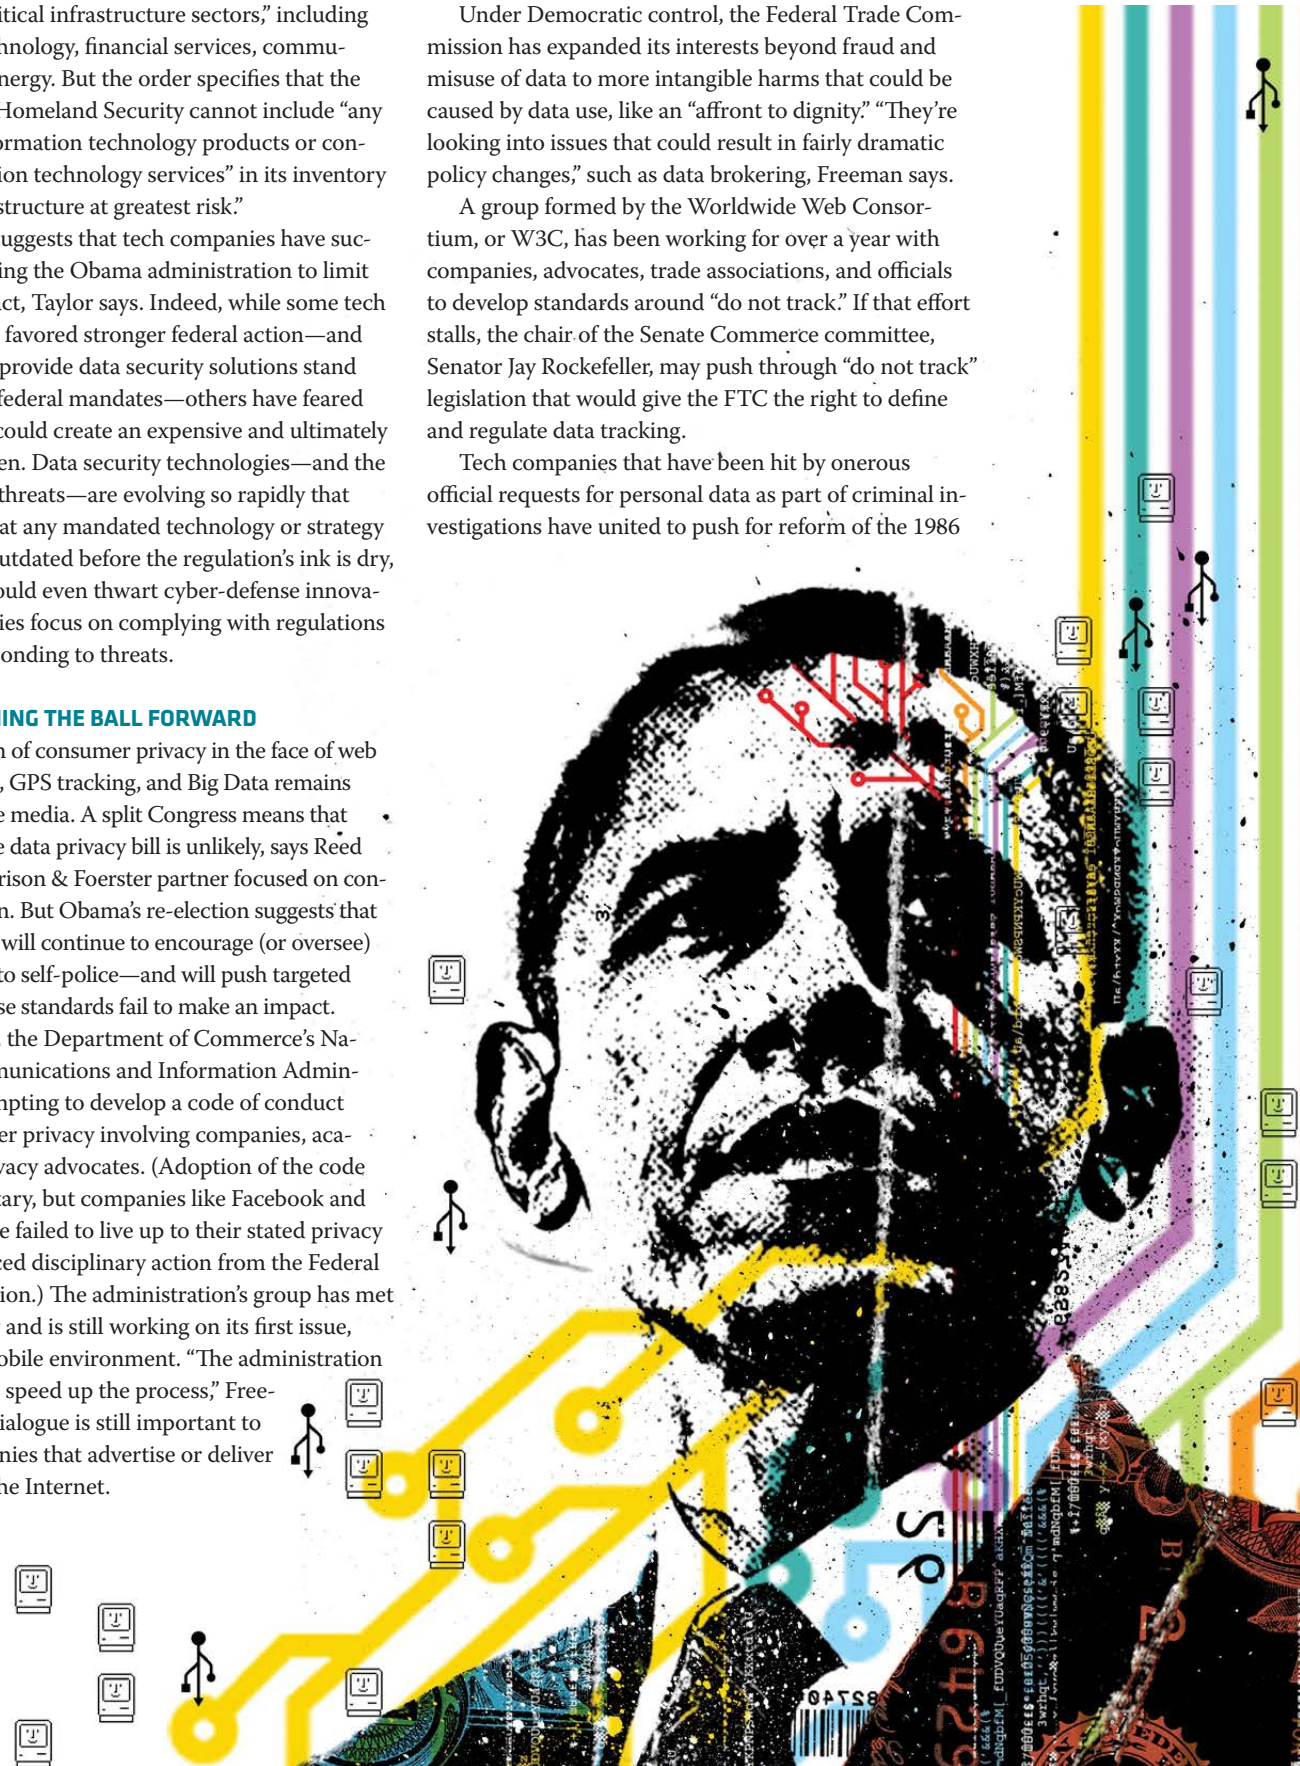 itical infrastructure sectors,” including
hnology, financial services, commu-
nergy. But the order specifies that the
Homeland Security cannot include “any
ormation technology products or con-
ion technology services” in its inventory
structure at greatest risk.”
uggests that tech companies have suc-
ing the Obama administration to limit
act, Taylor says. Indeed, while some tech
favored stronger federal action—and
provide data security solutions stand
federal mandates—others have feared
could create an expensive and ultimately
en. Data security technologies—and the
threats—are evolving so rapidly that
at any mandated technology or strategy
utdated before the regulation’s ink is dry,
ould even thwart cyber-defense innova-
ies focus on complying with regulations
onding to threats.
HING THE BALL FORWARD
n of consumer privacy in the face of web
, GPS tracking, and Big Data remains
e media. A split Congress means that
e data privacy bill is unlikely, says Reed
rison & Foerster partner focused on con-
n. But Obama’s re-election suggests that
will continue to encourage (or oversee)
to self-police—and will push targeted
se standards fail to make an impact.
, the Department of Commerce’s Na-
munications and Information Admin-
mpting to develop a code of conduct
er privacy involving companies, aca-
vacy advocates. (Adoption of the code
tary, but companies like Facebook and
e failed to live up to their stated privacy
ced disciplinary action from the Federal
ion.) The administration’s group has met
and is still working on its first issue,
obile environment. “The administration
speed up the process,” Free-
ialogue is still important to
nies that advertise or deliver
he Internet.
Under Democratic control, the Federal Trade Com-
mission has expanded its interests beyond fraud and
misuse of data to more intangible harms that could be
caused by data use, like an “affront to dignity.” “They’re
looking into issues that could result in fairly dramatic
policy changes,” such as data brokering, Freeman says.
A group formed by the Worldwide Web Consor-
tium, or W3C, has been working for over a year with
companies, advocates, trade associations, and officials
to develop standards around “do not track.” If that effort
stalls, the chair of the Senate Commerce committee,
Senator Jay Rockefeller, may push through “do not track”
legislation that would give the FTC the right to define
and regulate data tracking.
Tech companies that have been hit by onerous
official requests for personal data as part of criminal in-
vestigations have united to push for reform of the 1986